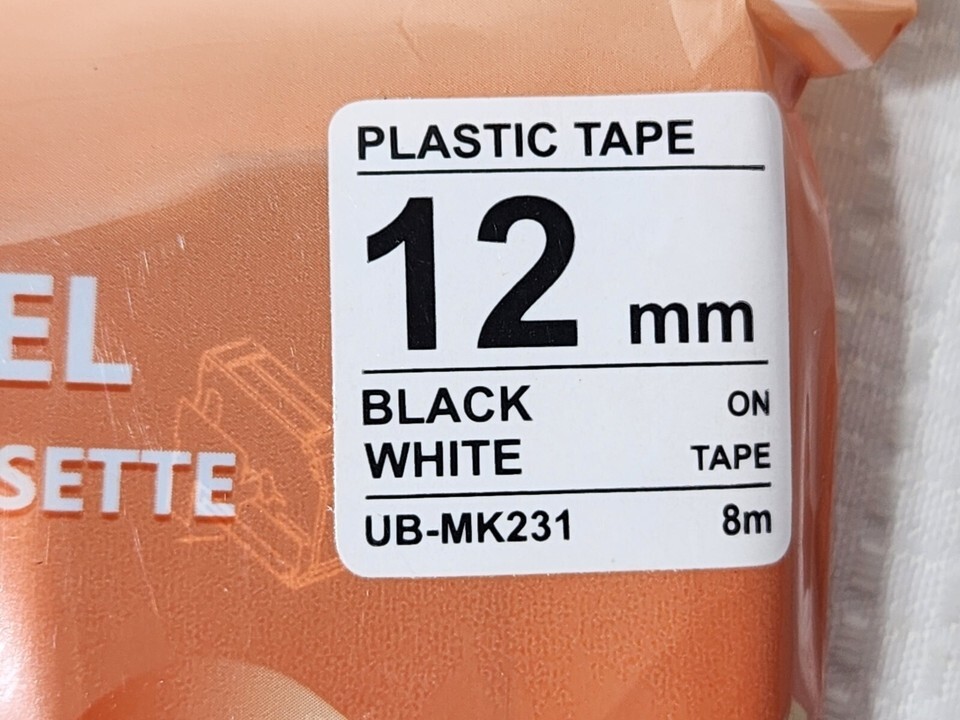 PLASTIC TAPE
12 mm
BLACK ON
WHITE TAPE
UB-MK231 8m
EL
SETTE